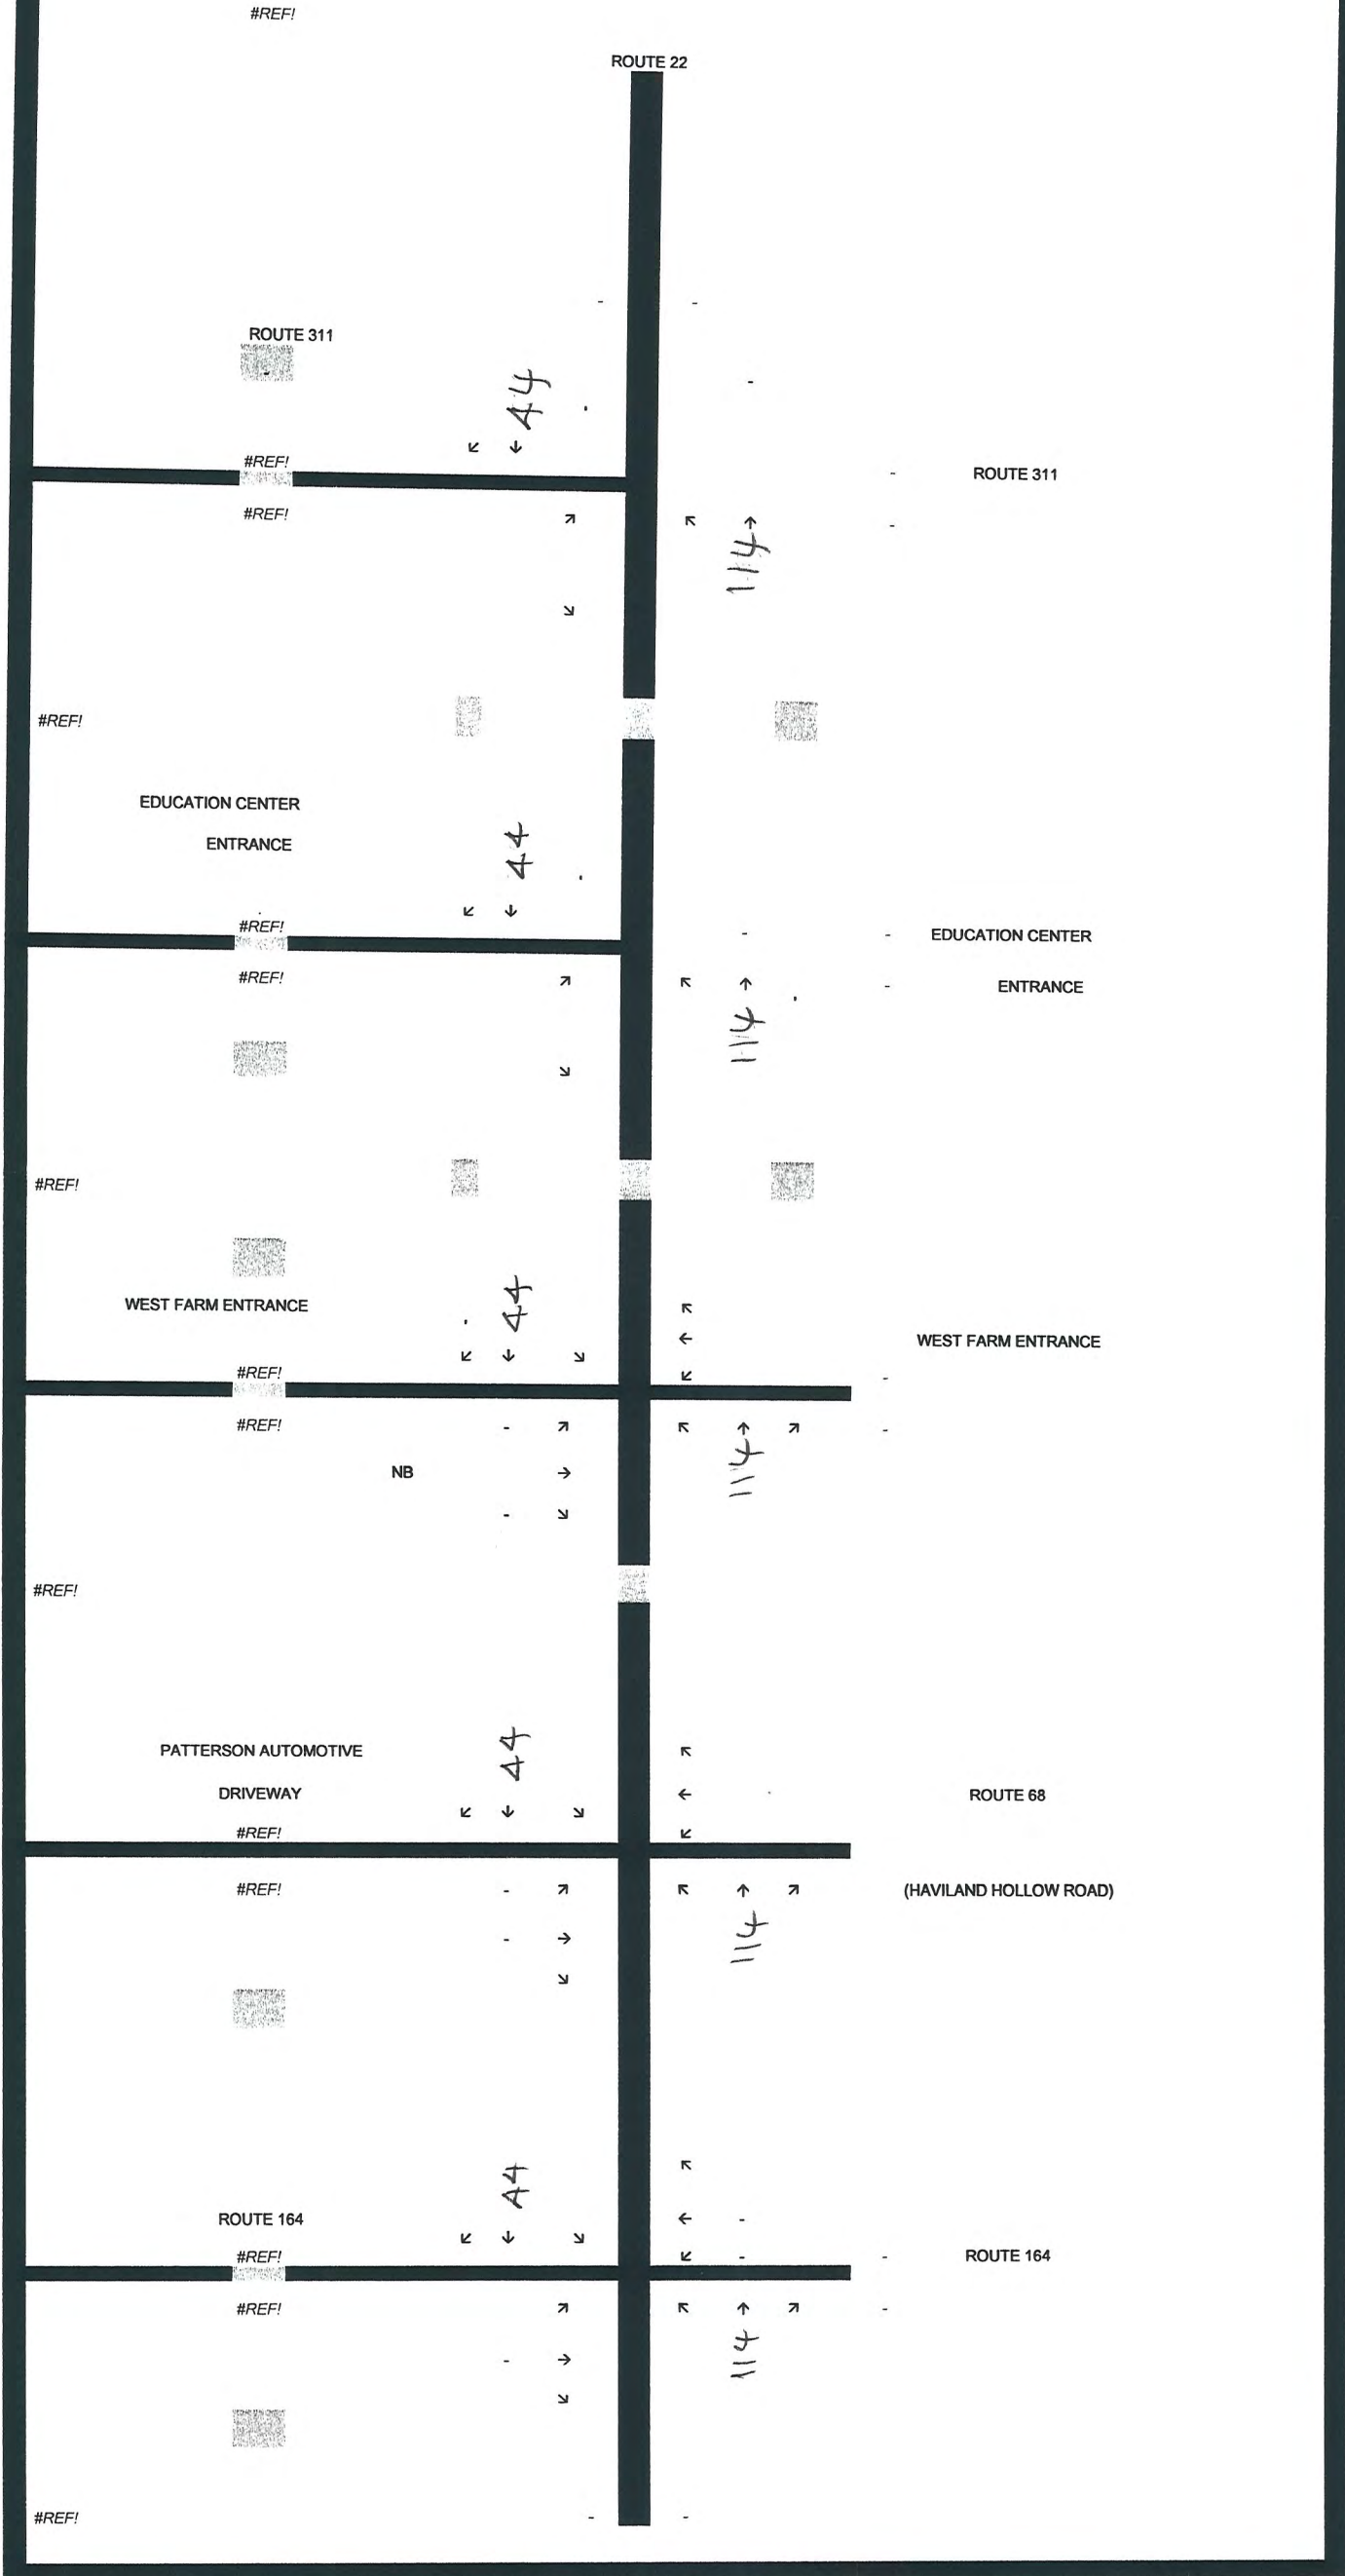 #REF!
ROUTE 22
ROUTE 311
44
#REF!
ROUTE 311
#REF!
114
#REF!
EDUCATION CENTER
ENTRANCE
44
#REF!
EDUCATION CENTER
#REF!
ENTRANCE
114
#REF!
WEST FARM ENTRANCE
44
WEST FARM ENTRANCE
#REF!
#REF!
114
NB
#REF!
PATTERSON AUTOMOTIVE
44
DRIVEWAY
ROUTE 68
#REF!
#REF!
(HAVILAND HOLLOW ROAD)
114
44
ROUTE 164
#REF!
ROUTE 164
#REF!
114
#REF!